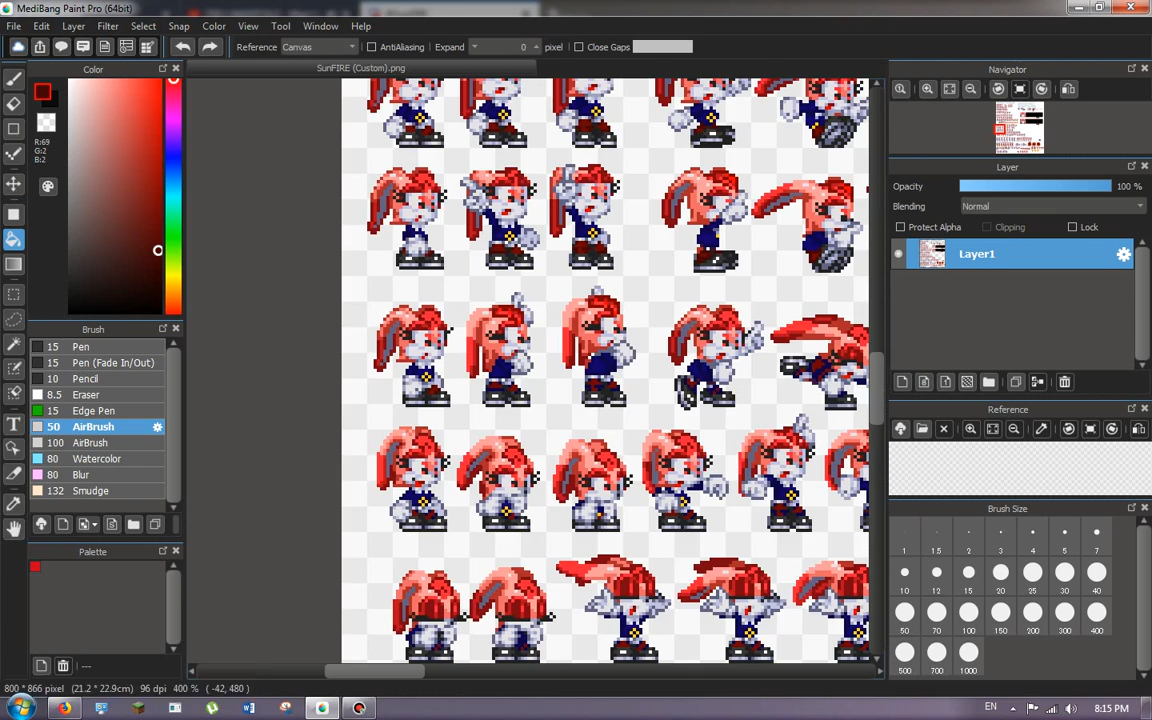 MediBang Paint Pro (64bit)
File Edit Layer Filter Select Snap Color View Tool Window Help
Reference Canvas AntiAliasing Expand 0 pixel Close Gaps
Color
SunFIRE (Custom).png
Navigator
R:69
G:2
B:2
Layer
Opacity 100 %
Blending Normal
Protect Alpha Clipping Lock
Layer1
Brush
15 Pen
15 Pen (Fade In/Out)
10 Pencil
8.5 Eraser
15 Edge Pen
50 AirBrush
100 AirBrush
80 Watercolor
80 Blur
132 Smudge
Reference
Brush Size
1 1.5 2 3 4 5 7
10 12 15 20 25 30 40
50 70 100 150 200 300 400
500 700 1000
Palette
---
800 * 866 pixel (21.2 * 22.9cm) 96 dpi 400 % ( -42, 480 )
EN 8:15 PM